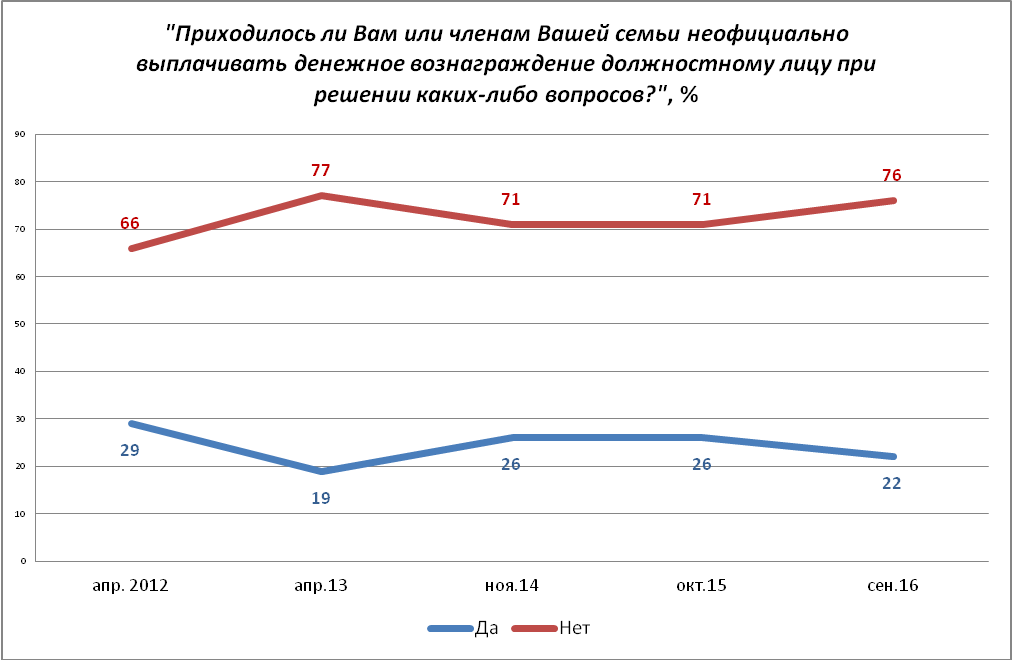 "Приходилось ли Вам или членам Вашей семьи неофициально
выплачивать денежное вознаграждение должностному лицу при
решении каких-либо вопросов?", %
90
80
70
60
50
40
30
20
10
0
66
77
71
71
76
29
19
26
26
22
апр. 2012
апр.13
ноя.14
окт.15
сен.16
Да
Нет